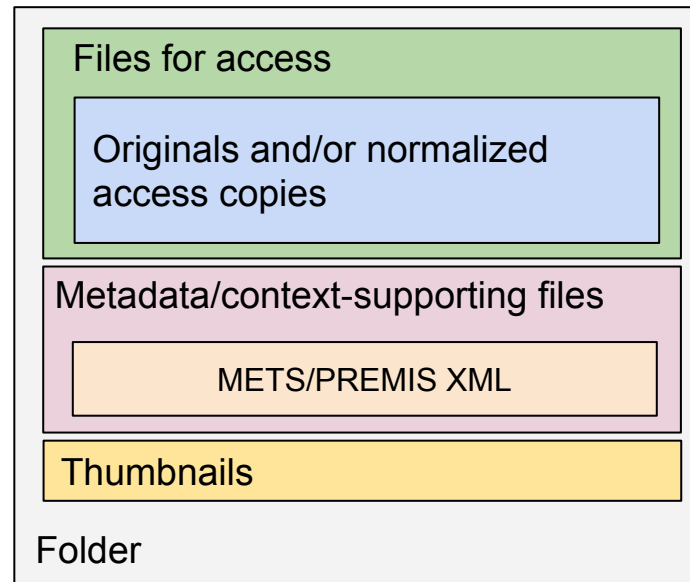 Files for access
Originals and/or normalized
access copies
Metadata/context-supporting files
METS/PREMIS XML
Thumbnails
Folder